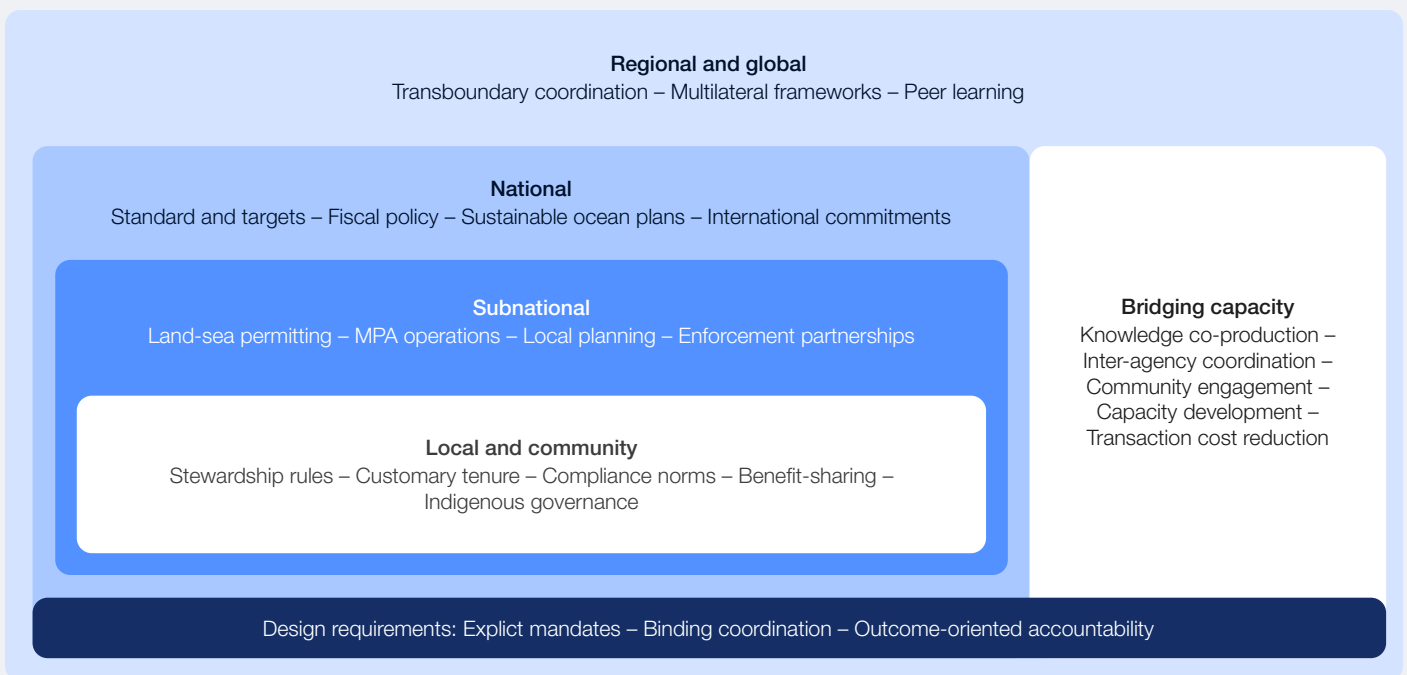 Regional and global
Transboundary coordination – Multilateral frameworks – Peer learning
National
Standard and targets – Fiscal policy – Sustainable ocean plans – International commitments
Subnational
Land-sea permitting – MPA operations – Local planning – Enforcement partnerships
Local and community
Stewardship rules – Customary tenure – Compliance norms – Benefit-sharing –
Indigenous governance
Bridging capacity
Knowledge co-production –
Inter-agency coordination –
Community engagement –
Capacity development –
Transaction cost reduction
Design requirements: Explict mandates – Binding coordination – Outcome-oriented accountability